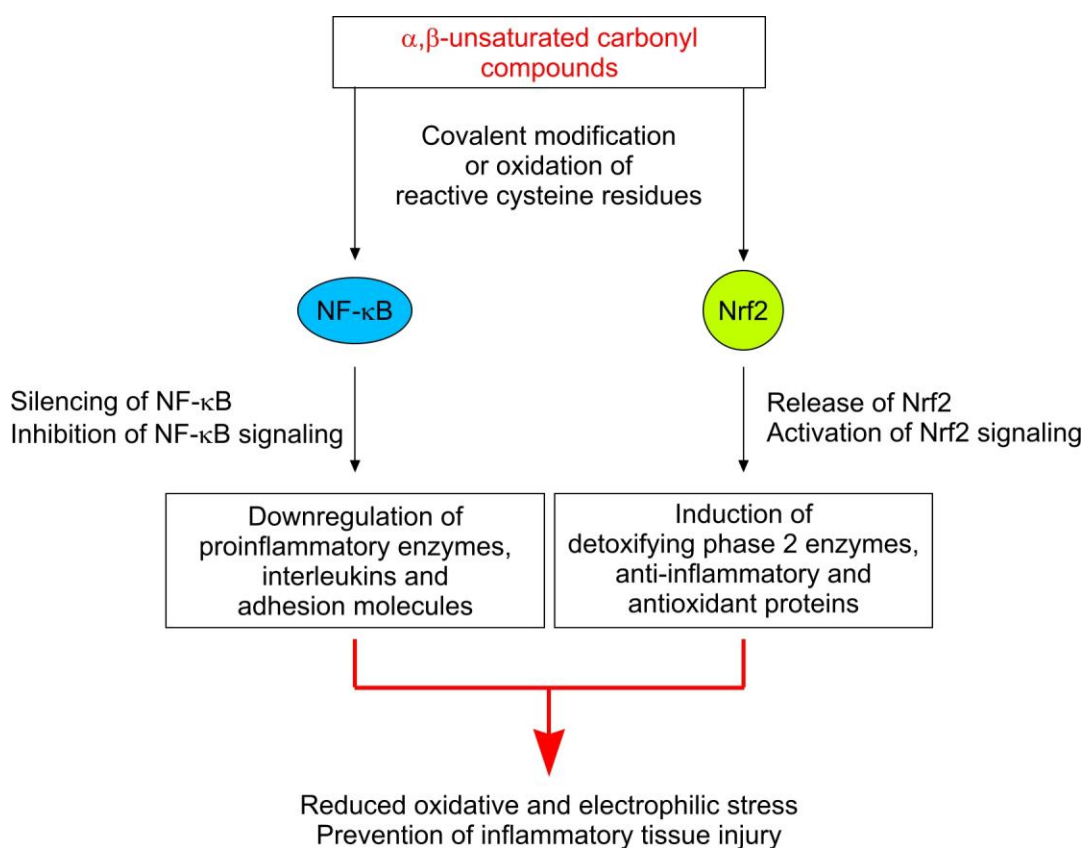 α,β-unsaturated carbonyl
compounds
Covalent modification
or oxidation of
reactive cysteine residues
NF-κB
Nrf2
Silencing of NF-κB
Inhibition of NF-κB signaling
Release of Nrf2
Activation of Nrf2 signaling
Downregulation of
proinflammatory enzymes,
interleukins and
adhesion molecules
Induction of
detoxifying phase 2 enzymes,
anti-inflammatory and
antioxidant proteins
Reduced oxidative and electrophilic stress
Prevention of inflammatory tissue injury